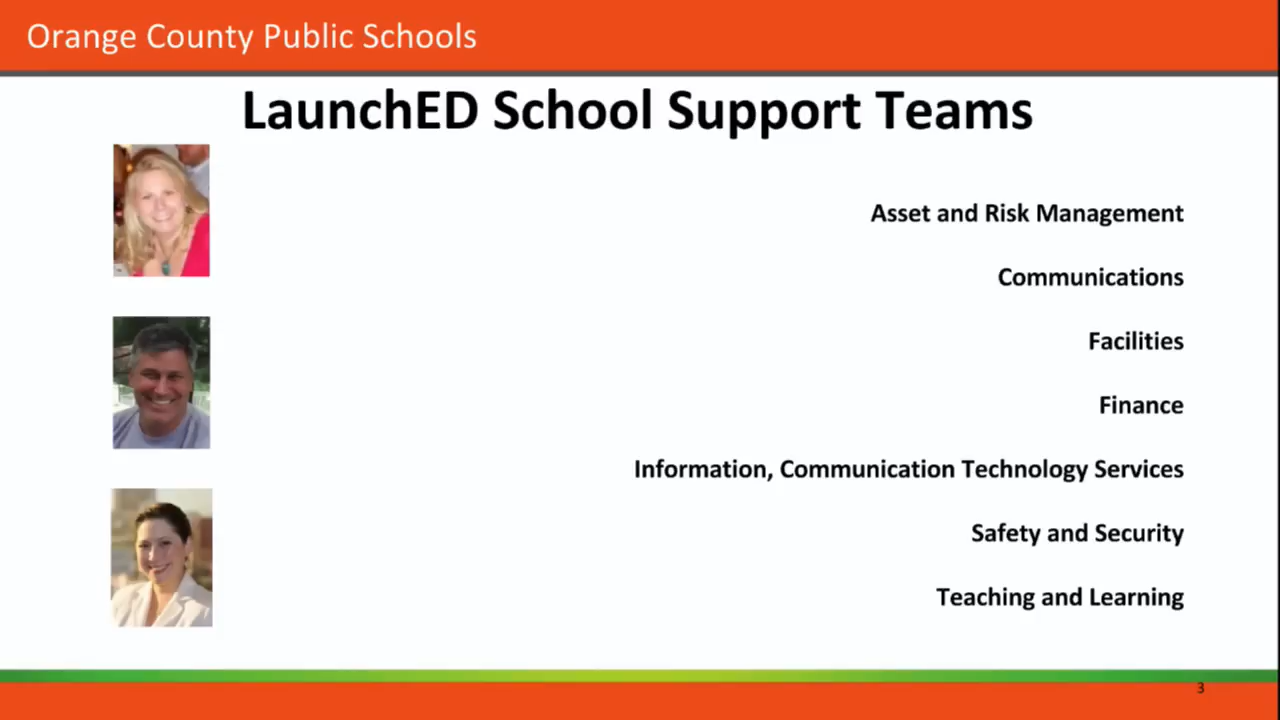 Orange County Public Schools
LaunchED School Support Teams
Asset and Risk Management
Communications
Facilities
Finance
Information, Communication Technology Services
Safety and Security
Teaching and Learning
3